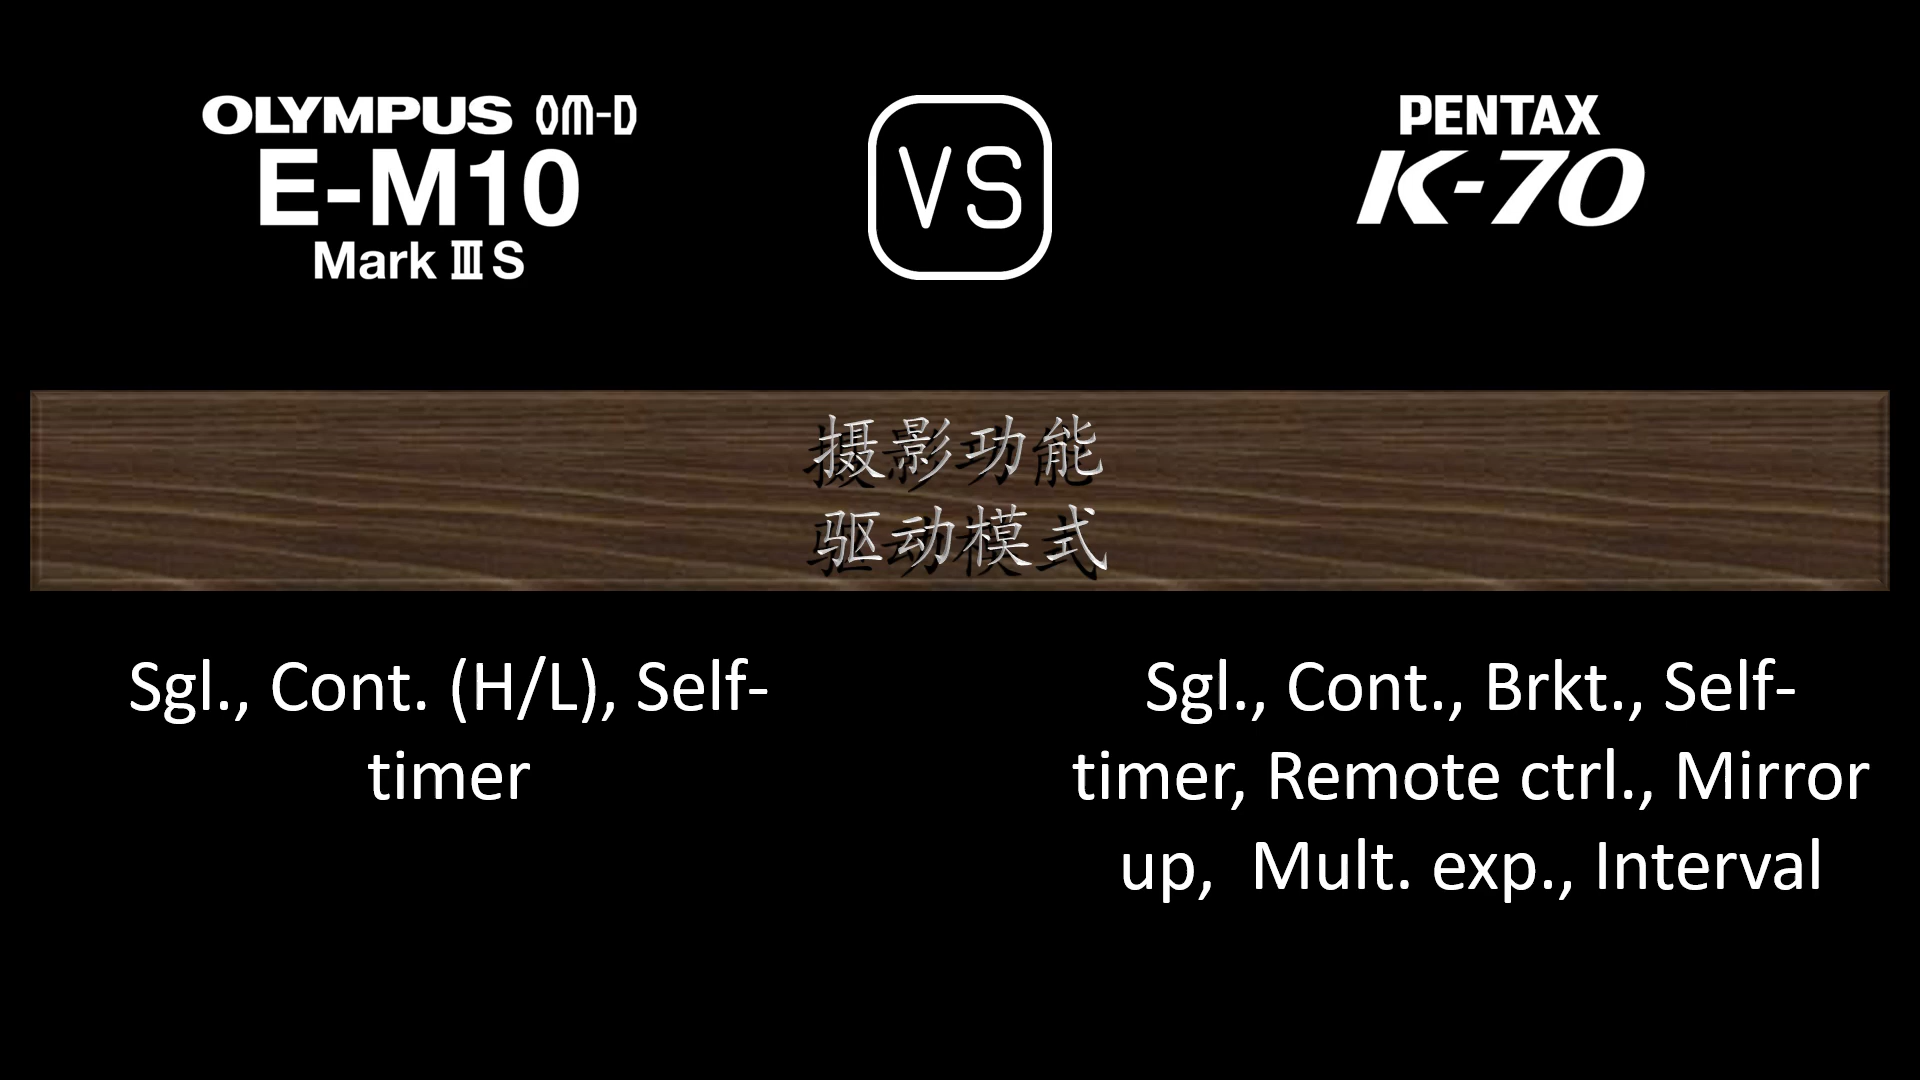 OLYMPUS OM-D
E-M10
Mark III S
VS
PENTAX
K-70
摄影功能
驱动模式
Sgl., Cont. (H/L), Self-
timer
Sgl., Cont., Brkt., Self-
timer, Remote ctrl., Mirror
up,  Mult. exp., Interval